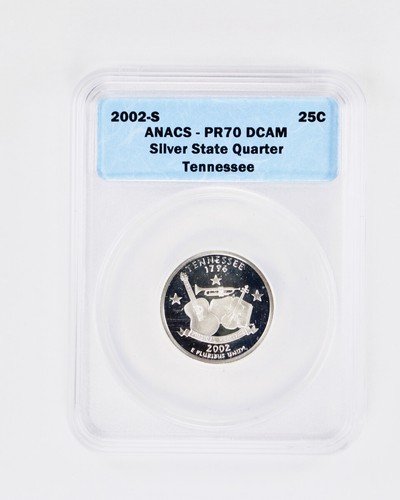 2002-S 25C
ANACS - PR70 DCAM
Silver State Quarter
Tennessee
TENNESSEE
1796
2002
E PLURIBUS UNUM